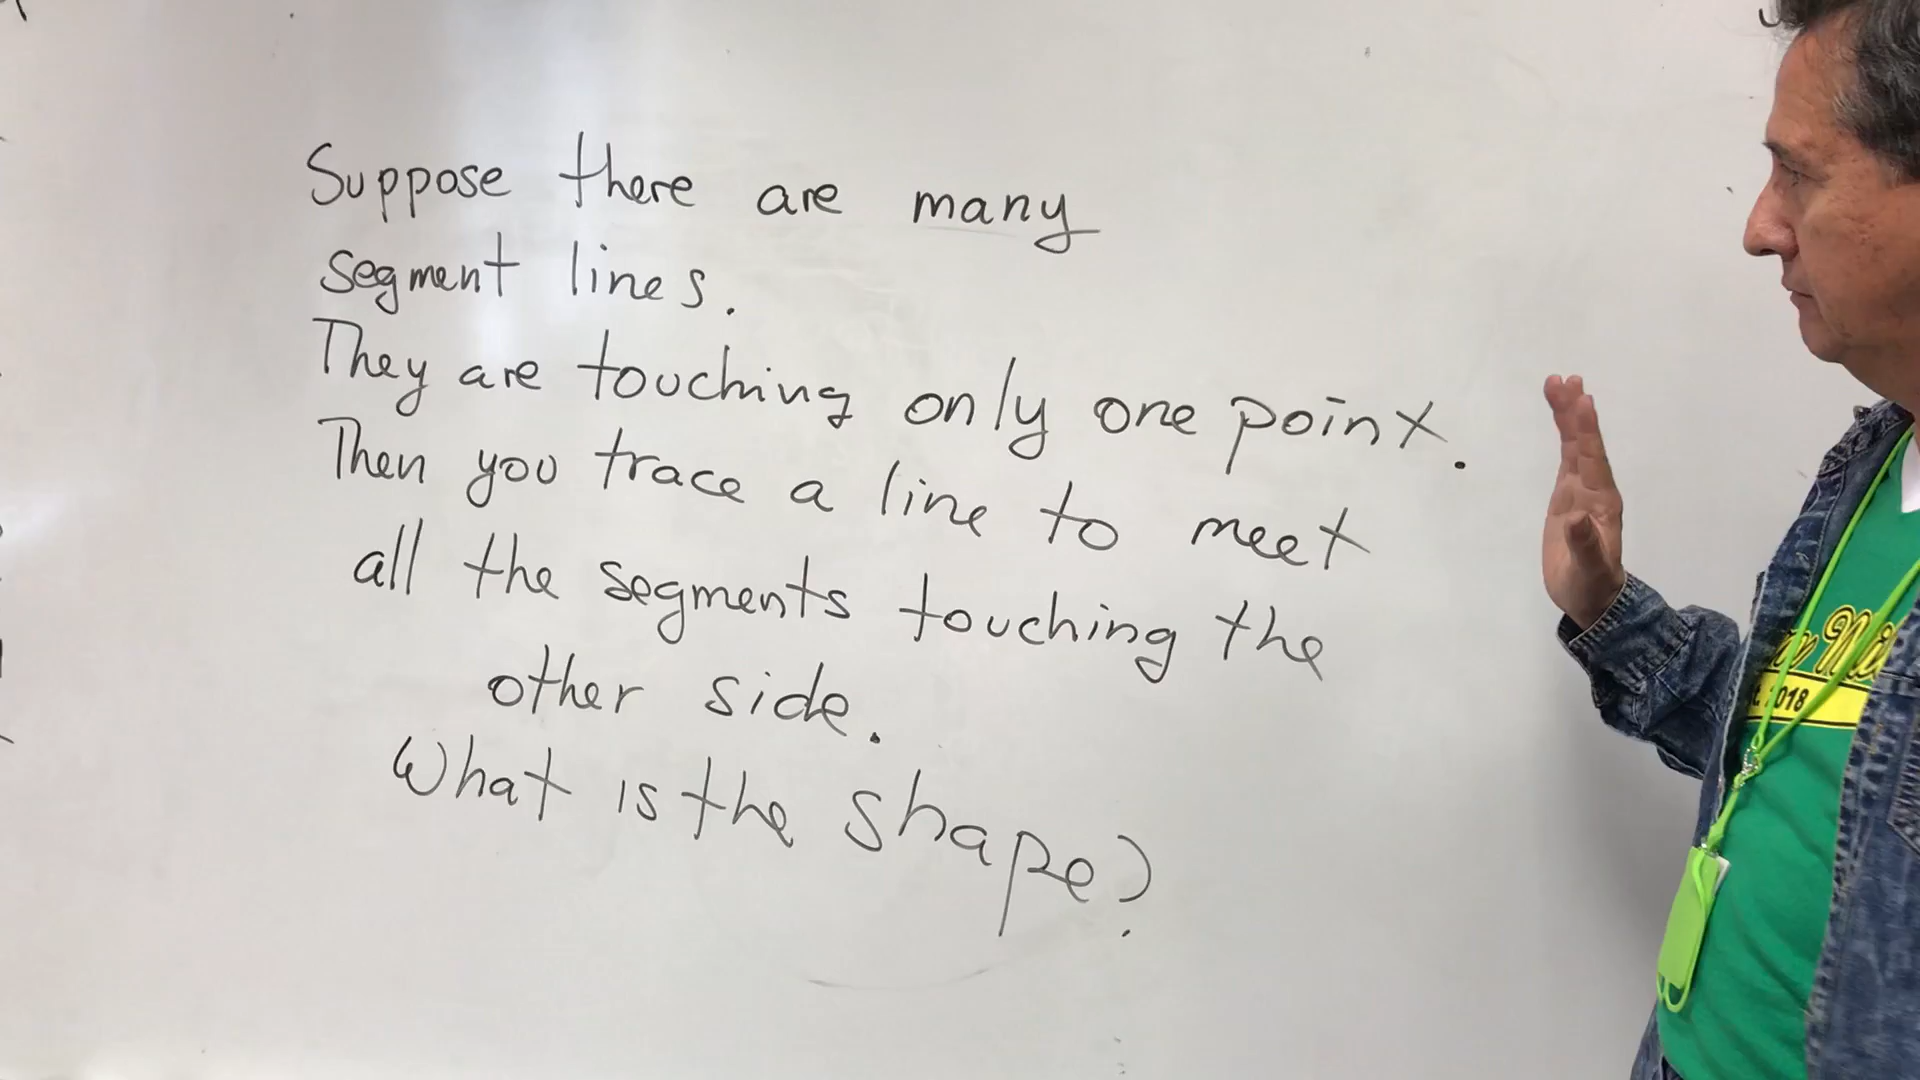 Suppose there are many
segment lines.
They are touching only one point.
Then you trace a line to meet
all the segments touching the
other side.
What is the shape?
2018